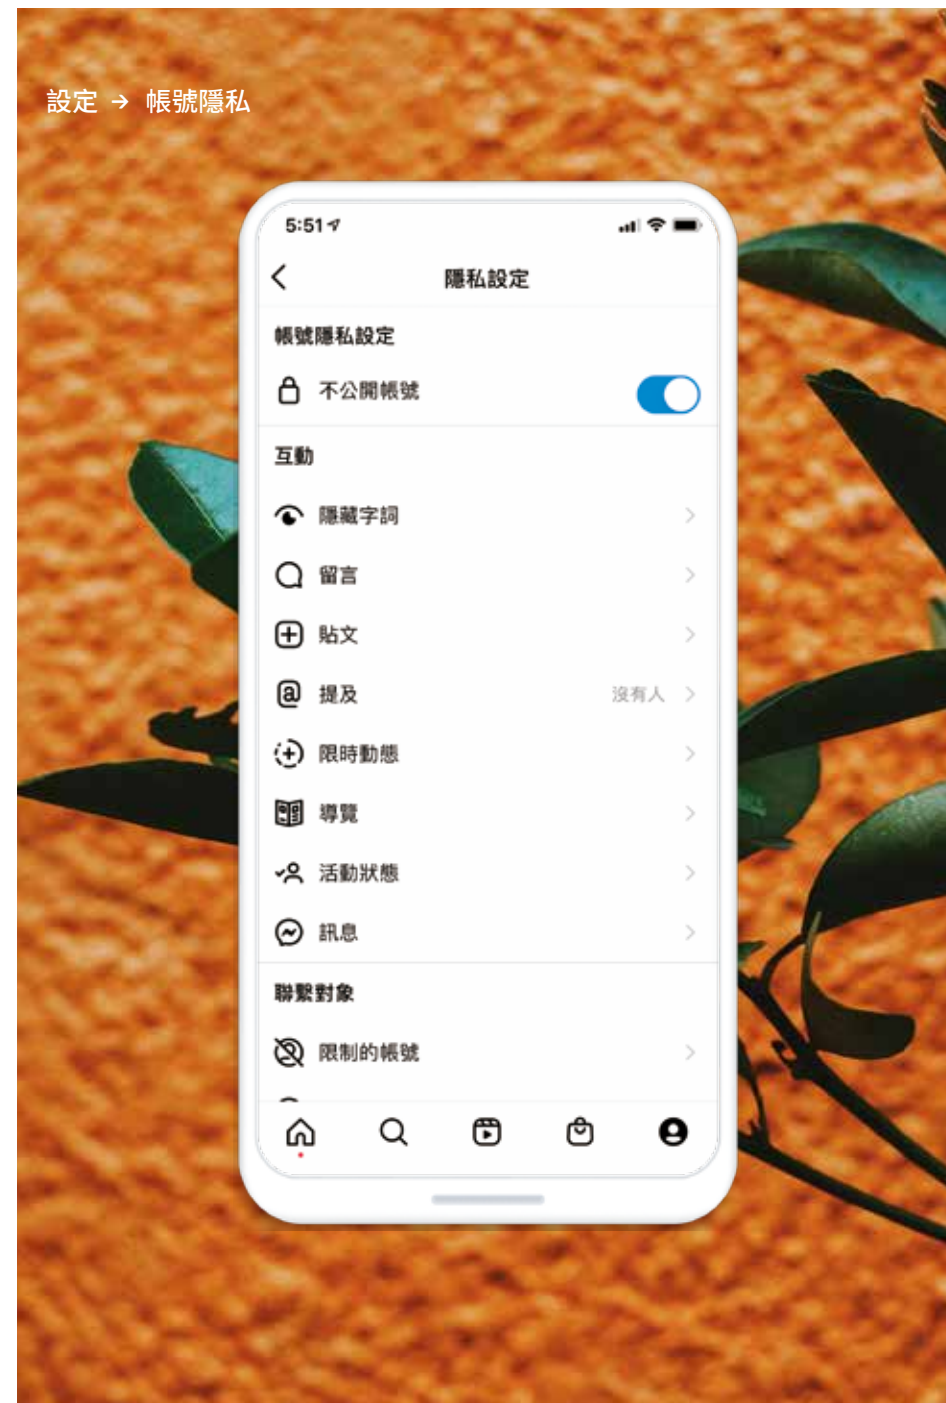 設定 → 帳號隱私
5:51
隱私設定
帳號隱私設定
不公開帳號
互動
隱藏字詞
留言
貼文
提及 沒有人
限時動態
導覽
活動狀態
訊息
聯繫對象
限制的帳號